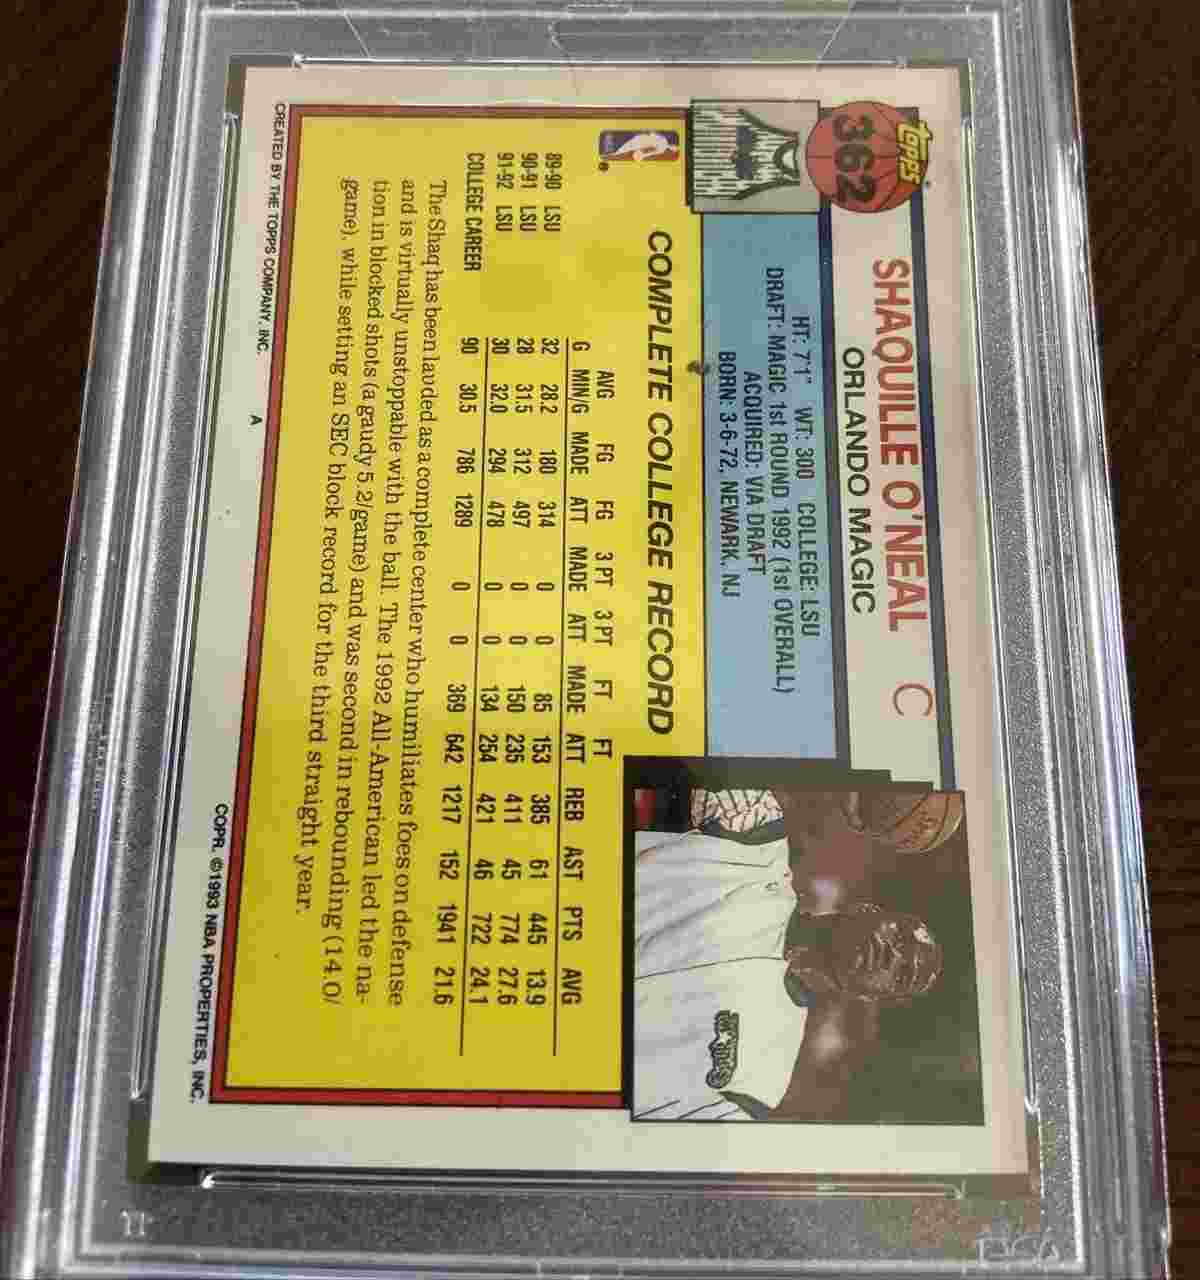 topps
362
SHAQUILLE O'NEAL C
ORLANDO MAGIC
HT: 7'1" WT: 300 COLLEGE: LSU
DRAFT: MAGIC 1st ROUND 1992 (1st OVERALL)
ACQUIRED: VIA DRAFT
BORN: 3-6-72, NEWARK, NJ
COMPLETE COLLEGE RECORD
AVG FG FG 3 PT 3 PT FT FT
G MIN/G MADE ATT MADE ATT MADE ATT REB AST PTS AVG
89-90 LSU 32 28.2 180 314 0 0 85 153 385 61 445 13.9
90-91 LSU 28 31.5 312 497 0 0 150 235 411 45 774 27.6
91-92 LSU 30 32.0 294 478 0 0 134 254 421 46 722 24.1
COLLEGE CAREER 90 30.5 786 1289 0 0 369 642 1217 152 1941 21.6
The Shaq has been lauded as a complete center who humiliates foes on defense
and is virtually unstoppable with the ball. The 1992 All-American led the na-
tion in blocked shots (a gaudy 5.2/game) and was second in rebounding (14.0/
game), while setting an SEC block record for the third straight year.
CREATED BY THE TOPPS COMPANY, INC. A COPR. ©1993 NBA PROPERTIES, INC.